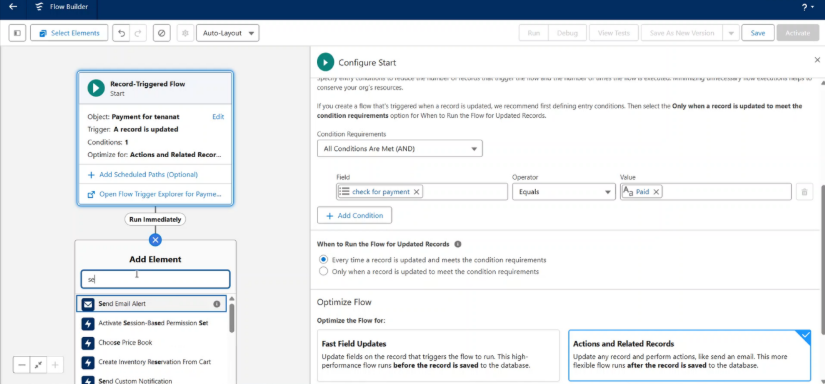 Flow Builder
?
Select Elements
Auto-Layout
Run
Debug
View Tests
Save As New Version
Save
Activate
Record-Triggered Flow
Start
Object: Payment for tenanat
Edit
Trigger: A record is updated
Conditions: 1
Optimize for: Actions and Related Recor...
+ Add Scheduled Paths (Optional)
Open Flow Trigger Explorer for Payme...
Run Immediately
Add Element
se
Send Email Alert
Activate Session-Based Permission Set
Choose Price Book
Create Inventory Reservation From Cart
Send Custom Notification
Configure Start
Specify entry conditions to reduce the number of records that trigger the flow and the number of times the flow is executed. Minimizing unnecessary flow executions helps to
conserve your org's resources.
If you create a flow that's triggered when a record is updated, we recommend first defining entry conditions. Then select the Only when a record is updated to meet the
condition requirements option for When to Run the Flow for Updated Records.
Condition Requirements
All Conditions Are Met (AND)
Field
Operator
Value
check for payment
Equals
Paid
+ Add Condition
When to Run the Flow for Updated Records
Every time a record is updated and meets the condition requirements
Only when a record is updated to meet the condition requirements
Optimize Flow
Optimize the Flow for:
Fast Field Updates
Update fields on the record that triggers the flow to run. This high-
performance flow runs before the record is saved to the database.
Actions and Related Records
Update any record and perform actions, like send an email. This more
flexible flow runs after the record is saved to the database.